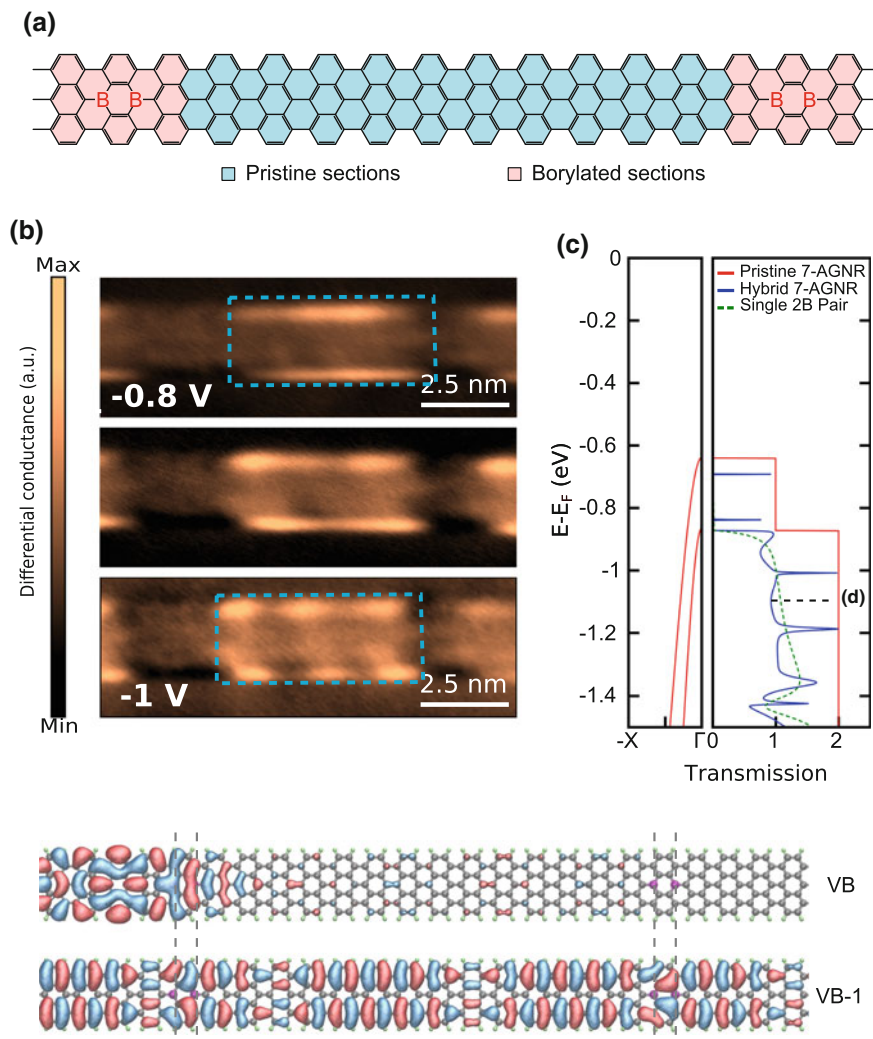 (a)
B B B B
Pristine sections Borylated sections
(b)
Max
Differential conductance (a.u.)
Min
-0.8 V
2.5 nm
-1 V
2.5 nm
(c)
E-E_F (eV)
0
-0.2
-0.4
-0.6
-0.8
-1
-1.2
-1.4
Pristine 7-AGNR
Hybrid 7-AGNR
Single 2B Pair
(d)
-X Γ 0 1 2
Transmission
VB
VB-1